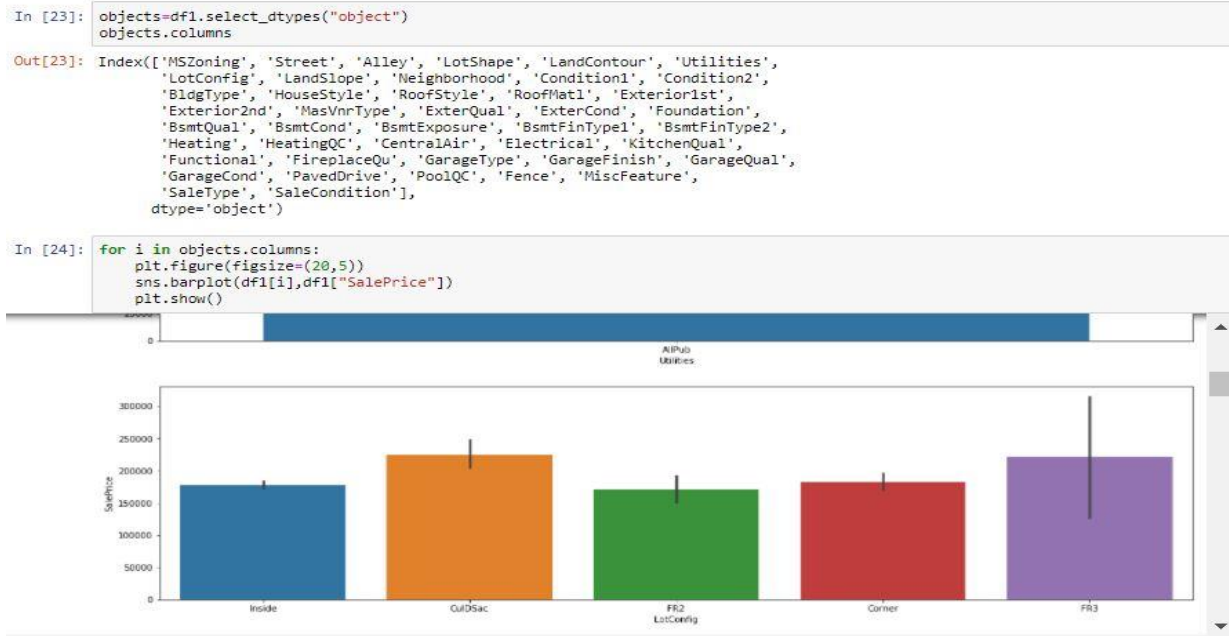 In [23]: objects=df1.select_dtypes("object")
objects.columns
Out[23]: Index(['MSZoning', 'Street', 'Alley', 'LotShape', 'LandContour', 'Utilities',
'LotConfig', 'LandSlope', 'Neighborhood', 'Condition1', 'Condition2',
'BldgType', 'HouseStyle', 'RoofStyle', 'RoofMatl', 'Exterior1st',
'Exterior2nd', 'MasVnrType', 'ExterQual', 'ExterCond', 'Foundation',
'BsmtQual', 'BsmtCond', 'BsmtExposure', 'BsmtFinType1', 'BsmtFinType2',
'Heating', 'HeatingQC', 'CentralAir', 'Electrical', 'KitchenQual',
'Functional', 'FireplaceQu', 'GarageType', 'GarageFinish', 'GarageQual',
'GarageCond', 'PavedDrive', 'PoolQC', 'Fence', 'MiscFeature',
'SaleType', 'SaleCondition'],
dtype='object')
In [24]: for i in objects.columns:
plt.figure(figsize=(20,5))
sns.barplot(df1[i],df1["SalePrice"])
plt.show()
0
AllPub
Utilities
300000
250000
200000
150000
100000
50000
0
SalePrice
Inside CulDSac FR2 Corner FR3
LotConfig